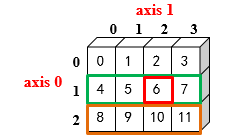 axis 1
0 1 2 3
axis 0
0 0 1 2 3
1 4 5 6 7
2 8 9 10 11